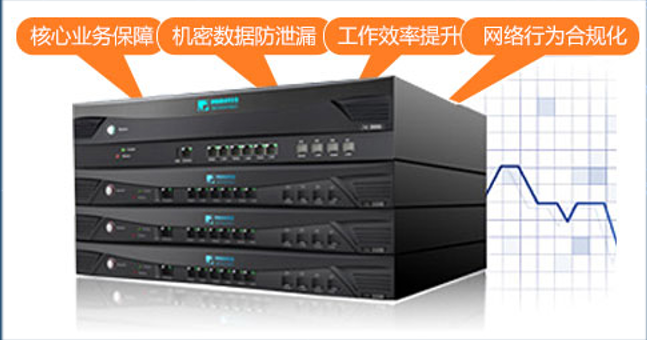 核心业务保障
机密数据防泄漏
工作效率提升
网络行为合规化